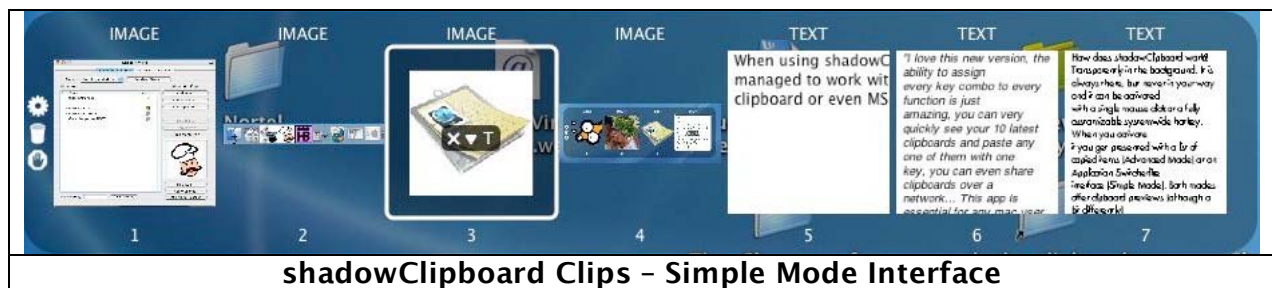 IMAGE IMAGE IMAGE IMAGE TEXT TEXT TEXT
Nortel
X ▾ T
When using shadowC
managed to work wit
clipboard or even MS
"I love this new version, the
ability to assign
every key combo to every
function is just
amazing, you can very
quickly see your 10 latest
clipboards and paste any
one of them with one
key, you can even share
clipboards over a
network... This app is
essential for any mac user
How does shadowClipboard work?
Transparently in the background. It is
always there, but never in your way
and it can be activated
with a single mouse click or a fully
customizable systemwide hotkey.
When you activate
it you get presented with a list of
copied items (Advanced Mode) or an
Application Switcher like
interface (Simple Mode). Both modes
offer clipboard previews (although a
bit different)
1 2 3 4 5 6 7
shadowClipboard Clips – Simple Mode Interface